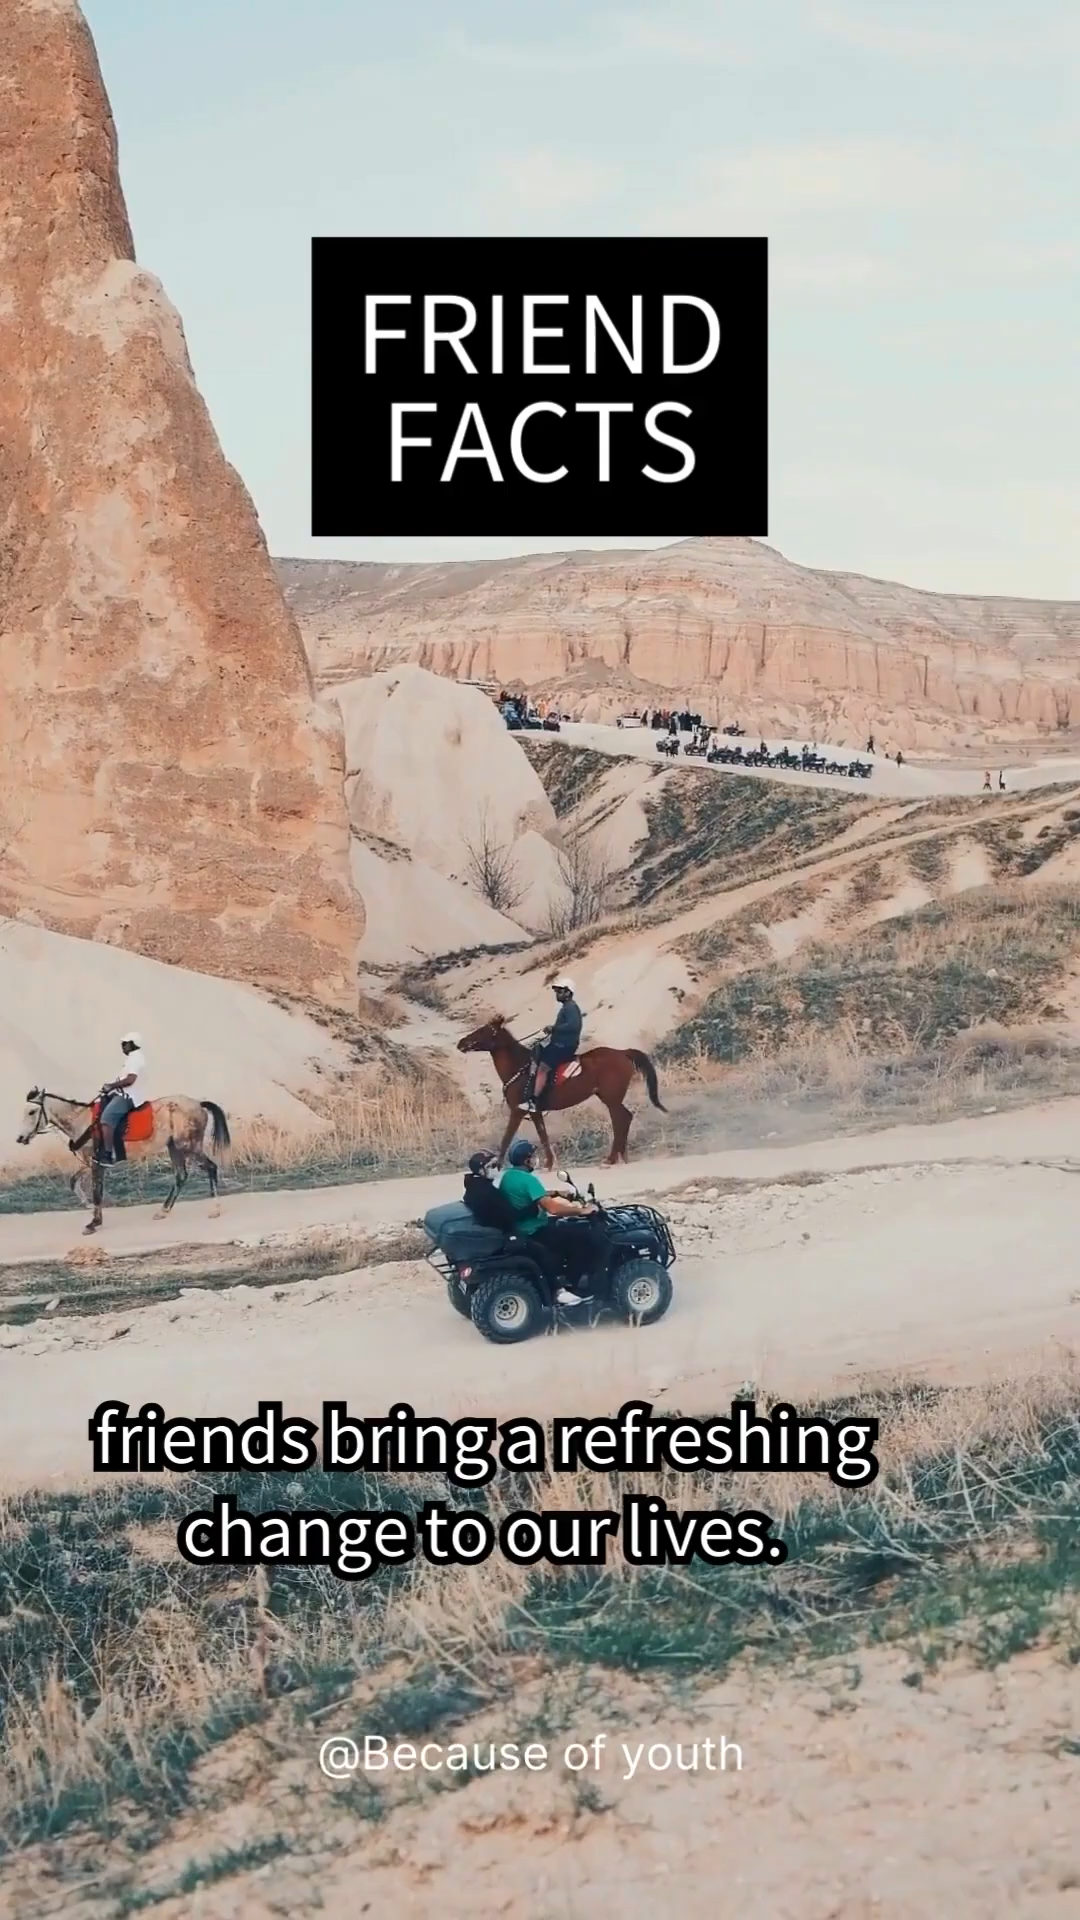 FRIEND
FACTS
friends bring a refreshing
change to our lives.
@Because of youth